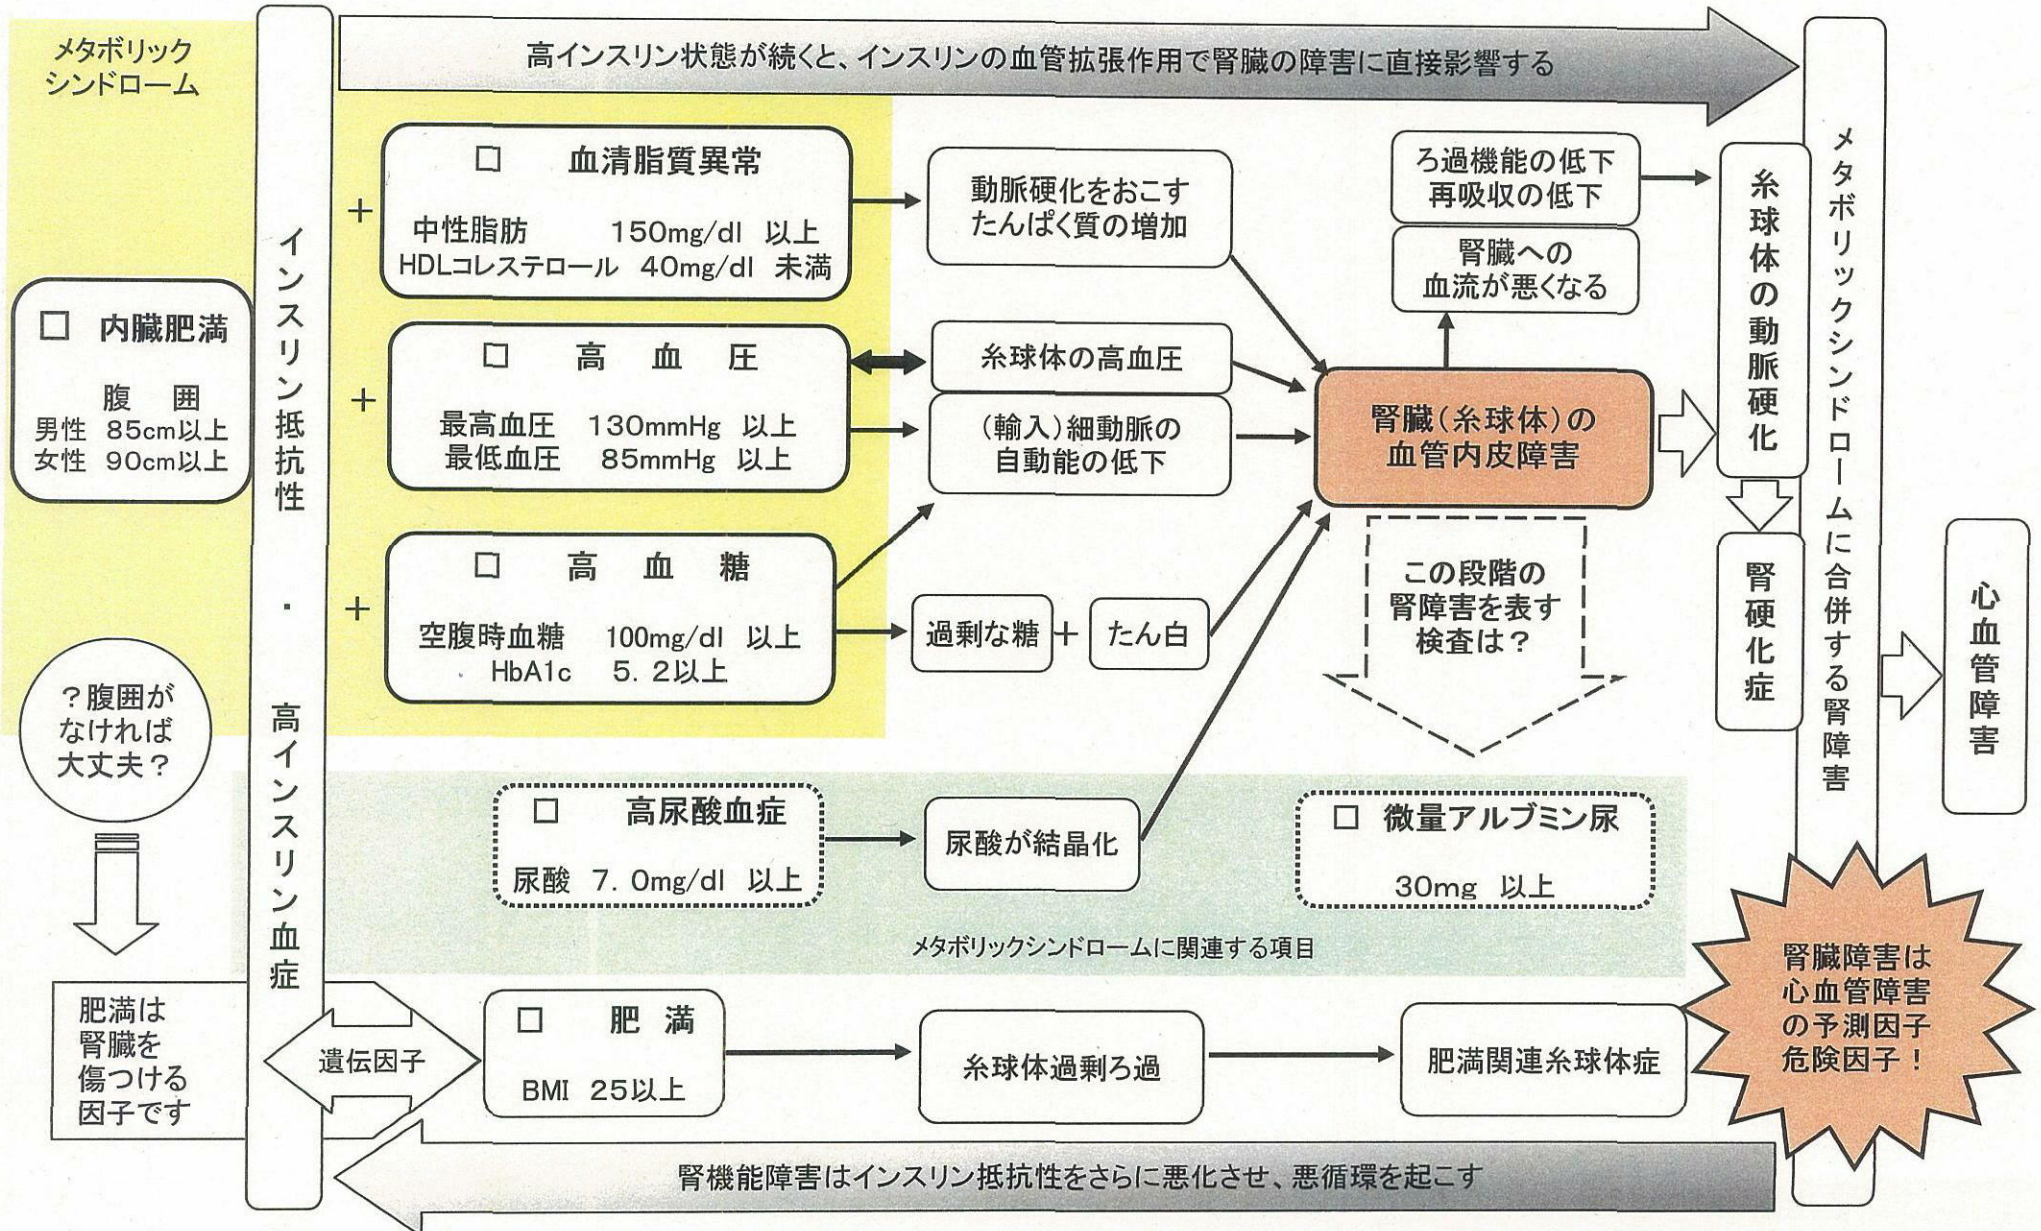 メタボリック
シンドローム
高インスリン状態が続くと、インスリンの血管拡張作用で腎臓の障害に直接影響する
□ 内臓肥満
腹 囲
男性 85cm以上
女性 90cm以上
インスリン抵抗性 ・ 高インスリン血症
+
□ 血清脂質異常
中性脂肪 150mg/dl 以上
HDLコレステロール 40mg/dl 未満
+
□ 高 血 圧
最高血圧 130mmHg 以上
最低血圧 85mmHg 以上
+
□ 高 血 糖
空腹時血糖 100mg/dl 以上
HbA1c 5.2以上
動脈硬化をおこす
たんぱく質の増加
糸球体の高血圧
(輸入)細動脈の
自動能の低下
過剰な糖 + たん白
ろ過機能の低下
再吸収の低下
腎臓への
血流が悪くなる
腎臓(糸球体)の
血管内皮障害
この段階の
腎障害を表す
検査は?
糸球体の動脈硬化
腎硬化症
メタボリックシンドロームに合併する腎障害
心血管障害
?腹囲が
なければ
大丈夫?
□ 高尿酸血症
尿酸 7.0mg/dl 以上
尿酸が結晶化
□ 微量アルブミン尿
30mg 以上
メタボリックシンドロームに関連する項目
肥満は
腎臓を
傷つける
因子です
遺伝因子
□ 肥 満
BMI 25以上
糸球体過剰ろ過
肥満関連糸球体症
腎臓障害は
心血管障害
の予測因子
危険因子!
腎機能障害はインスリン抵抗性をさらに悪化させ、悪循環を起こす